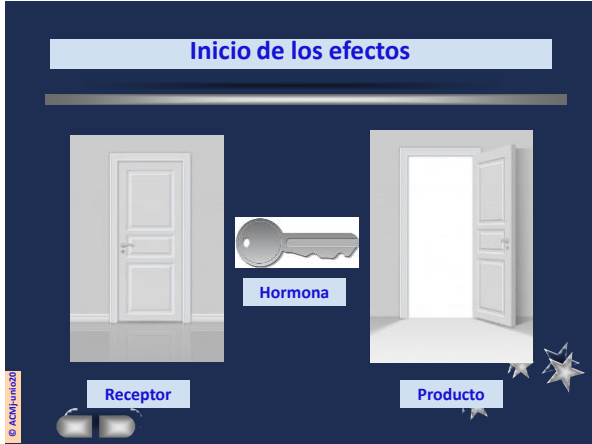 Inicio de los efectos
Hormona
Receptor
Producto
© ACMj-unio20